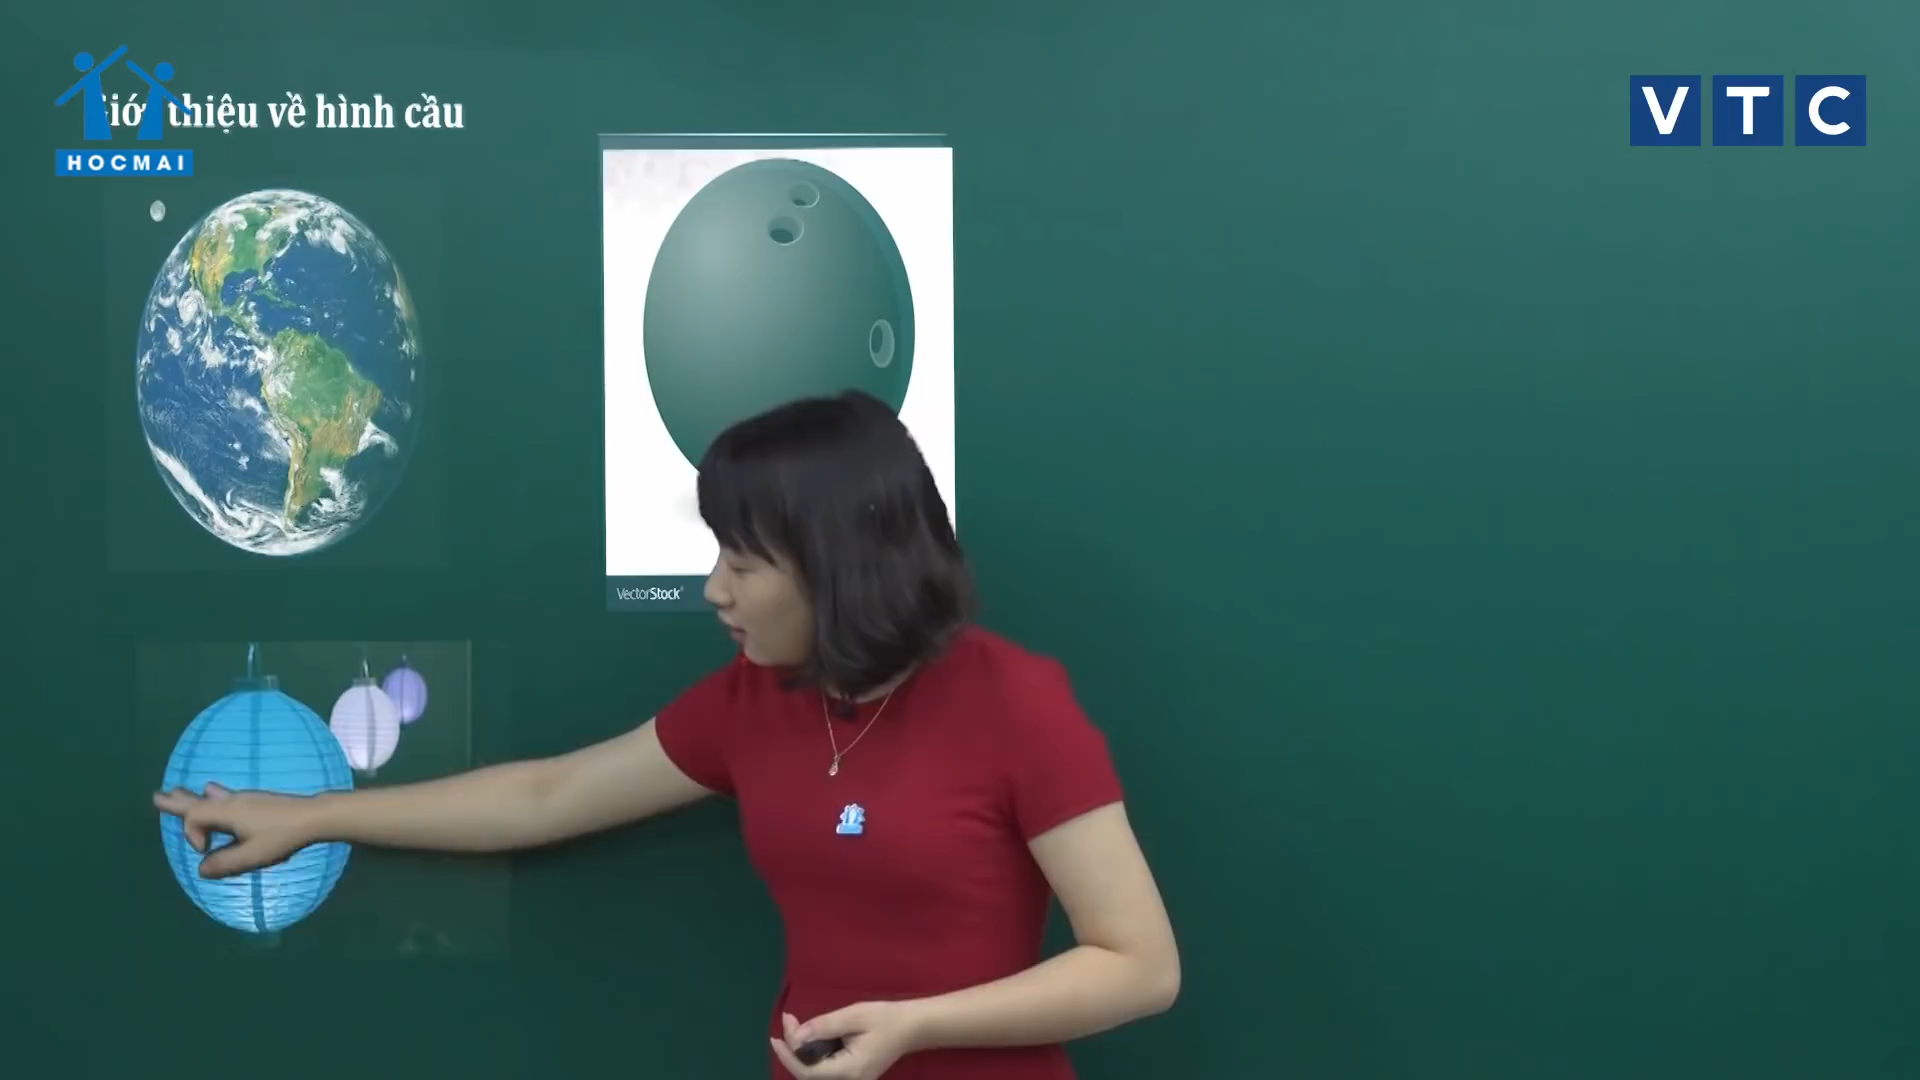 thiệu về hình cầu
HOCMAI
VTC
VectorStock